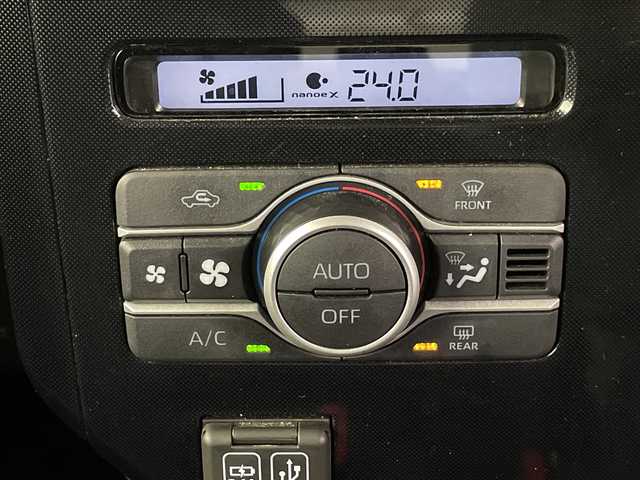 nanoe X 24.0
FRONT
AUTO
OFF
A/C
REAR